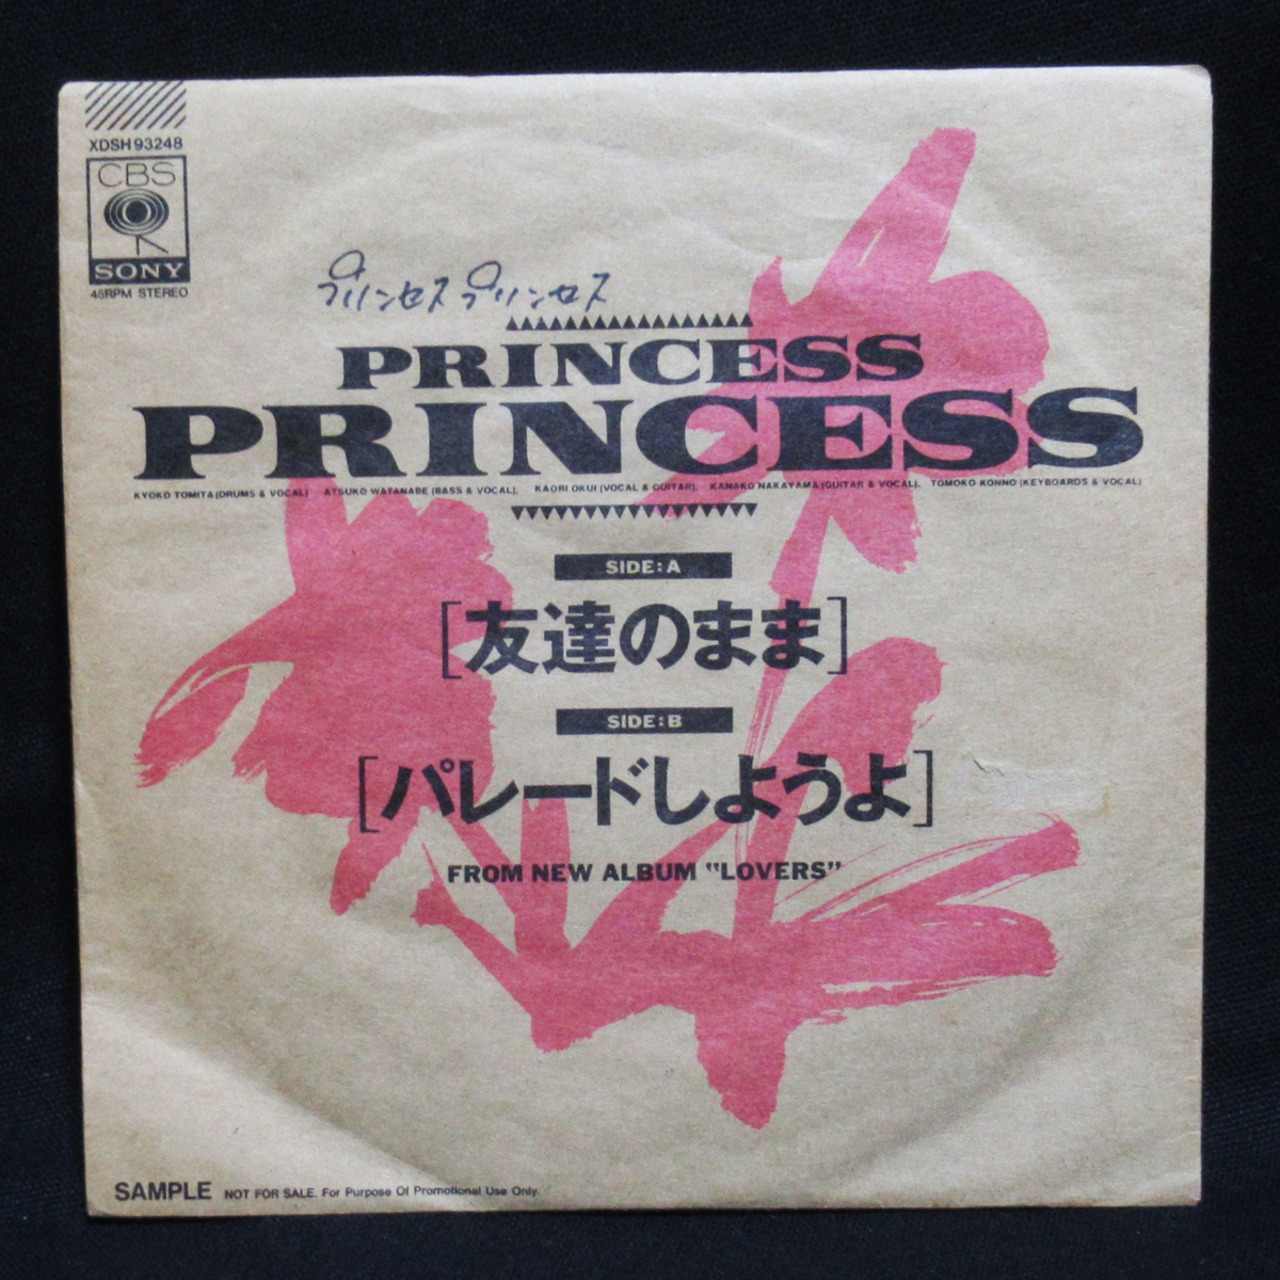 XDSH 93248
CBS
SONY
45RPM STEREO
プリンセス プリンセス
PRINCESS
PRINCESS
KYOKO TOMITA (DRUMS & VOCAL) ATSUKO WATANABE (BASS & VOCAL), KAORI OKUI (VOCAL & GUITAR), KANAKO NAKAYAMA (GUITAR & VOCAL), TOMOKO KONNO (KEYBOARDS & VOCAL)
SIDE:A
[友達のまま]
SIDE:B
[パレードしようよ]
FROM NEW ALBUM "LOVERS"
SAMPLE NOT FOR SALE. For Purpose Of Promotional Use Only.